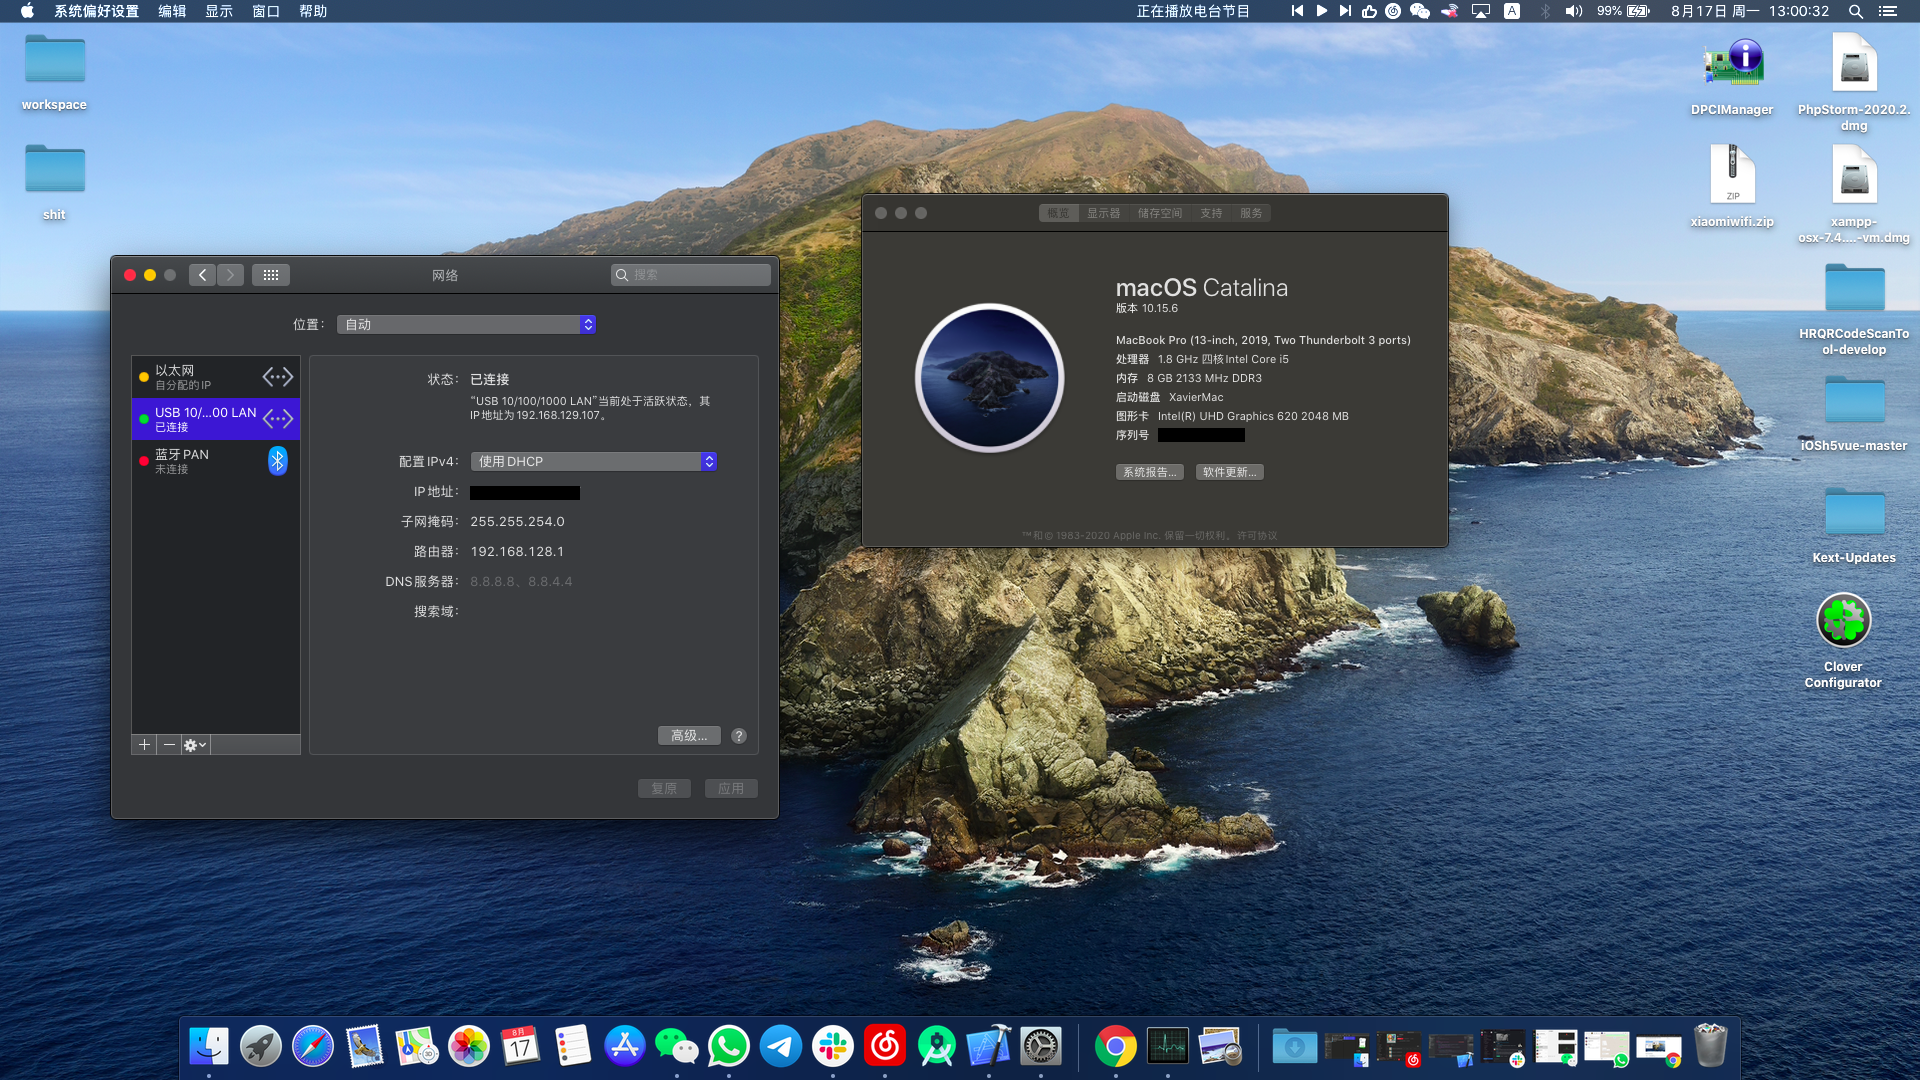 系统偏好设置 编辑 显示 窗口 帮助
正在播放电台节目 A 99% 8月17日 周一 13:00:32
workspace
shit
DPCIManager
PhpStorm-2020.2.
dmg
ZIP
xiaomiwifi.zip
xampp-
osx-7.4....-vm.dmg
HRQRCodeScanTo
ol-develop
iOSh5vue-master
Kext-Updates
Clover
Configurator
网络
搜索
位置： 自动
以太网
自分配的 IP
USB 10/...00 LAN
已连接
蓝牙 PAN
未连接
状态： 已连接
“USB 10/100/1000 LAN”当前处于活跃状态，其
IP 地址为 192.168.129.107。
配置 IPv4： 使用 DHCP
IP 地址：
子网掩码： 255.255.254.0
路由器： 192.168.128.1
DNS 服务器： 8.8.8.8、8.8.4.4
搜索域：
高级... ?
复原 应用
概览 显示器 储存空间 支持 服务
macOS Catalina
版本 10.15.6
MacBook Pro (13-inch, 2019, Two Thunderbolt 3 ports)
处理器 1.8 GHz 四核Intel Core i5
内存 8 GB 2133 MHz DDR3
启动磁盘 XavierMac
图形卡 Intel(R) UHD Graphics 620 2048 MB
序列号
系统报告... 软件更新...
™和© 1983-2020 Apple Inc. 保留一切权利。许可协议
8月
17